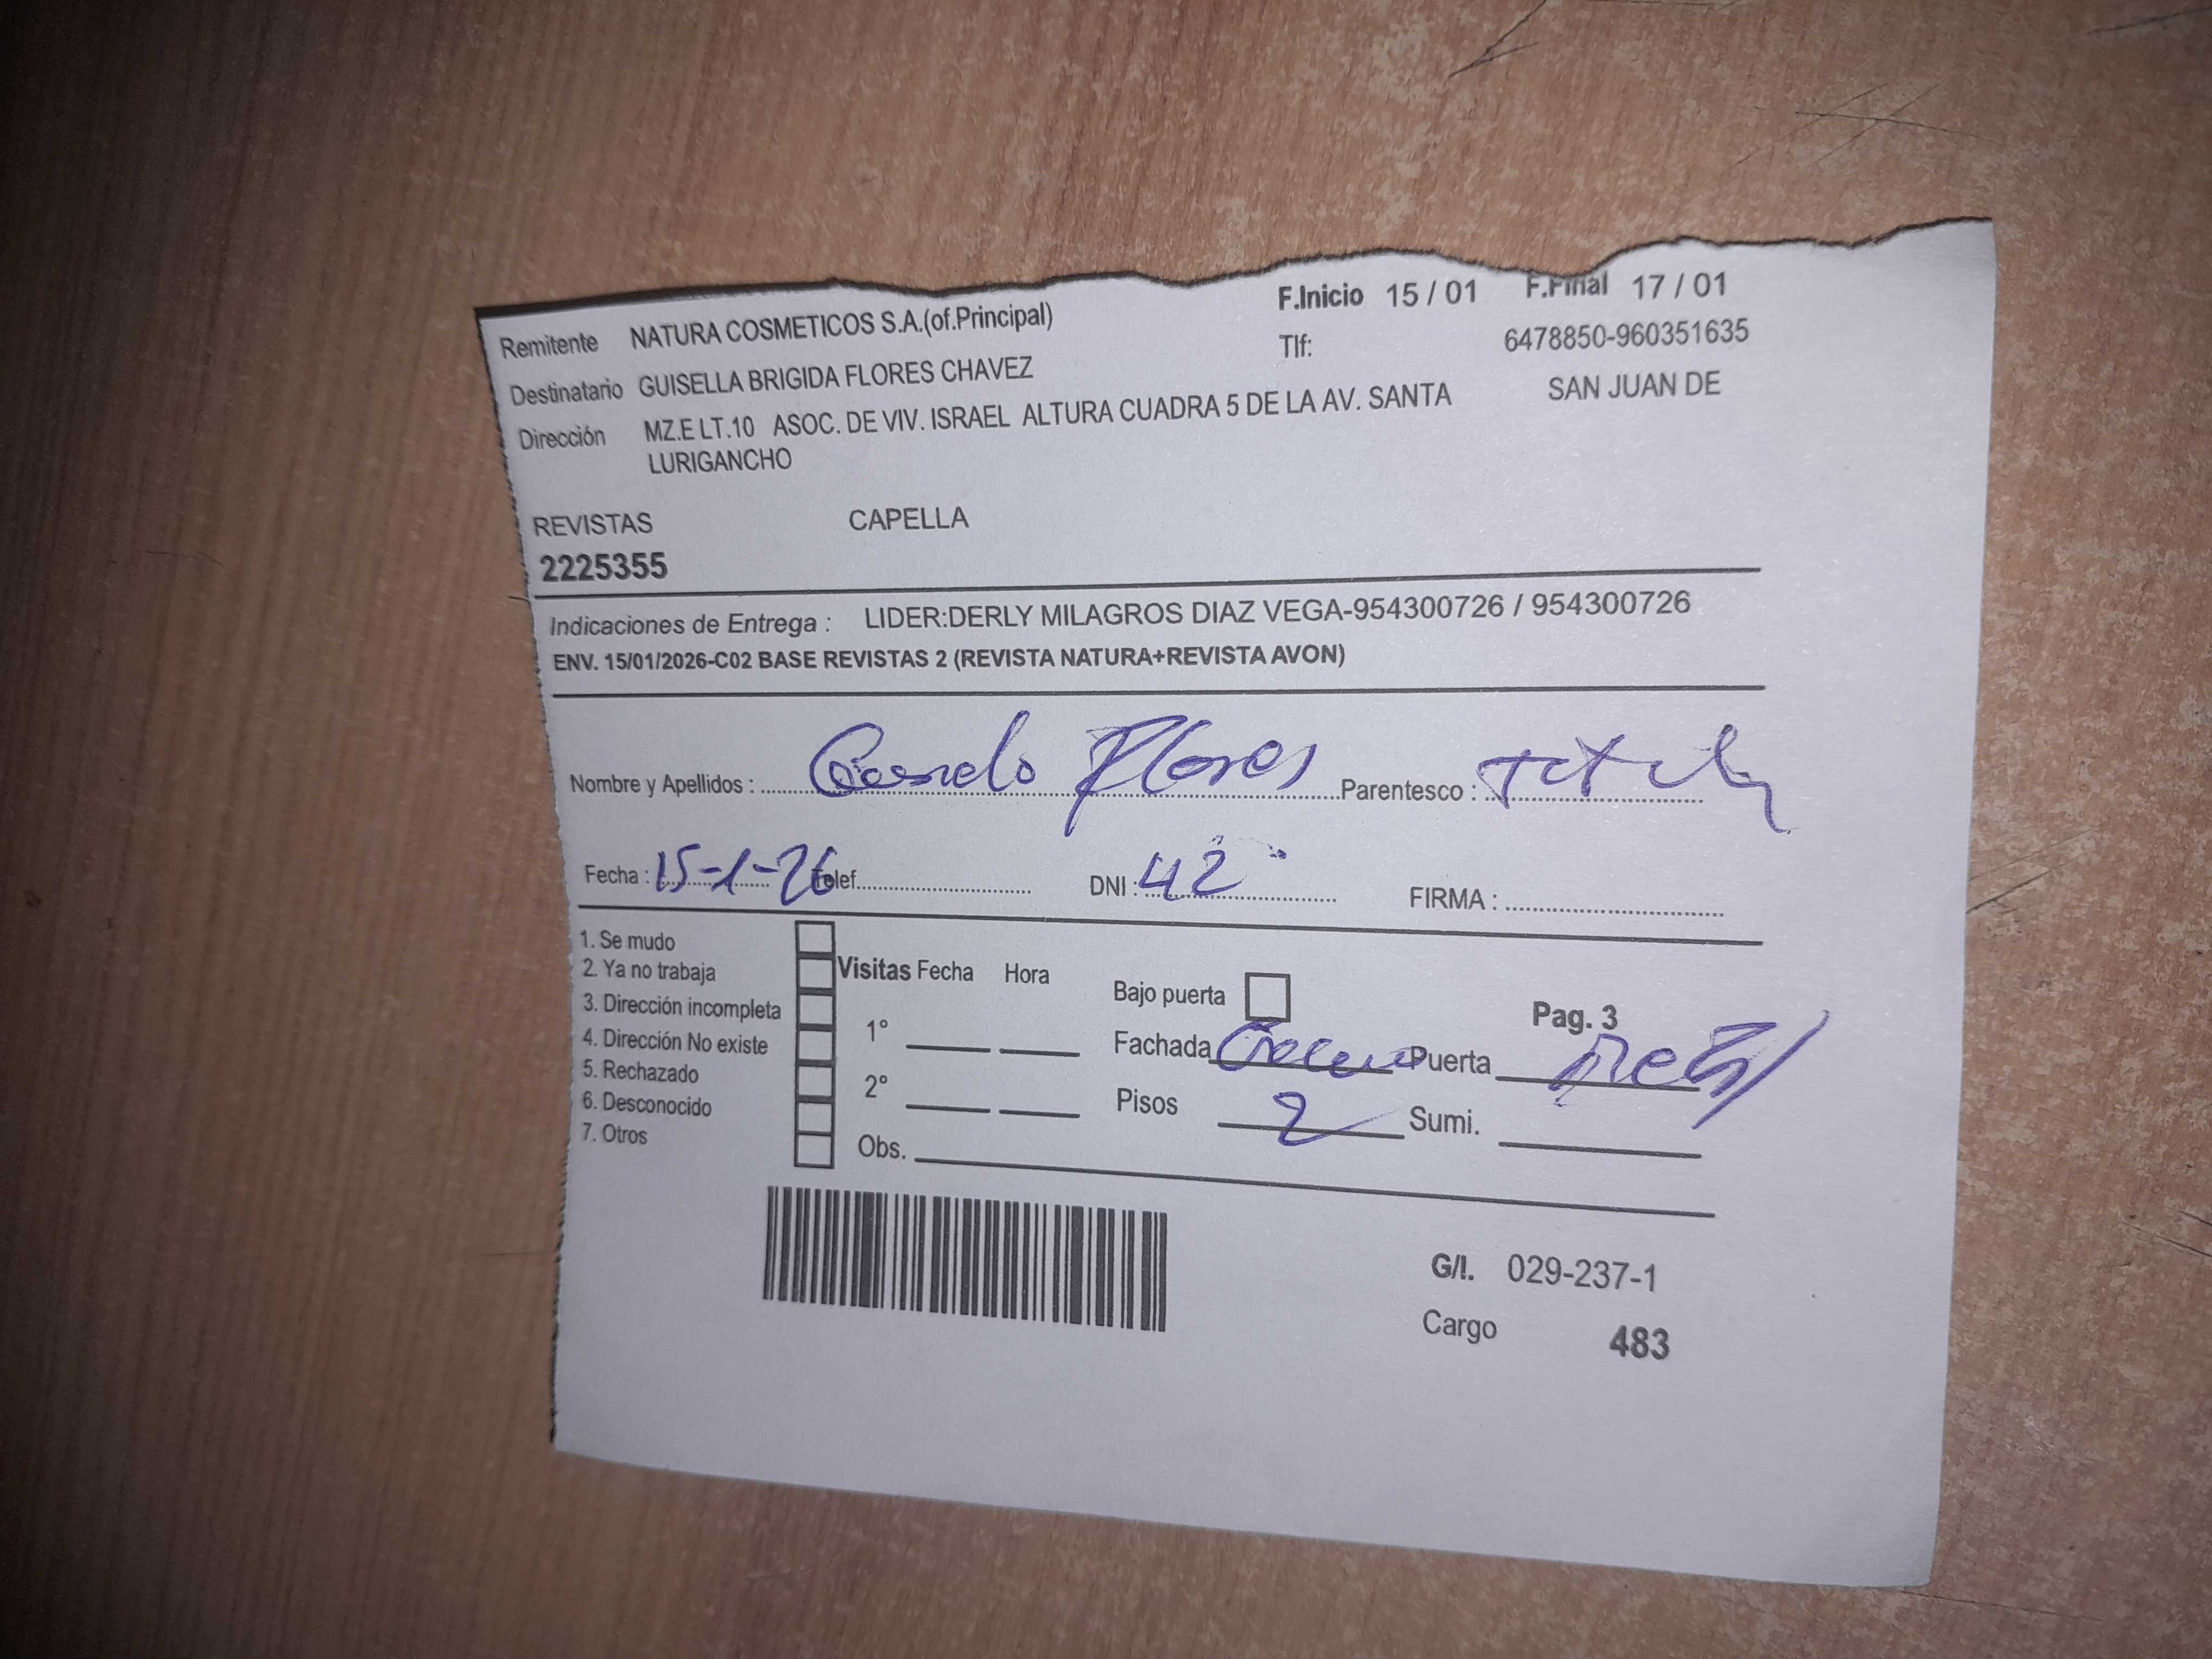 F.Inicio 15 / 01 F.Final 17 / 01
Remitente NATURA COSMETICOS S.A.(of.Principal) Tlf: 6478850-960351635
Destinatario GUISELLA BRIGIDA FLORES CHAVEZ
Dirección MZ.E LT.10 ASOC. DE VIV. ISRAEL ALTURA CUADRA 5 DE LA AV. SANTA SAN JUAN DE
LURIGANCHO
REVISTAS CAPELLA
2225355
Indicaciones de Entrega : LIDER:DERLY MILAGROS DIAZ VEGA-954300726 / 954300726
ENV. 15/01/2026-C02 BASE REVISTAS 2 (REVISTA NATURA+REVISTA AVON)
Nombre y Apellidos : Flores Parentesco :
Fecha : 15-1-26 Telef. DNI : 42 FIRMA :
1. Se mudo
2. Ya no trabaja
3. Dirección incompleta
4. Dirección No existe
5. Rechazado
6. Desconocido
7. Otros
Visitas Fecha Hora
1°
2°
Obs.
Bajo puerta
Pag. 3
Fachada Puerta
Pisos 2 Sumi.
G/I. 029-237-1
Cargo 483